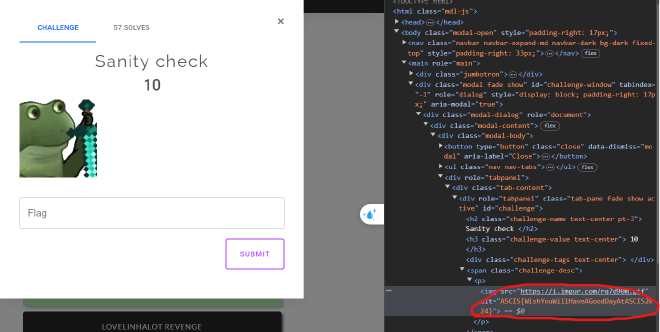 CHALLENGE 57 SOLVES ×
Sanity check
10
Flag
SUBMIT
LOVELINHALOT REVENGE
<!DOCTYPE html>
<html class="mdl-js">
<head>⋯</head>
<body class="modal-open" style="padding-right: 17px;">
<nav class="navbar navbar-expand-md navbar-dark bg-dark fixed-
top" style="padding-right: 33px;">⋯</nav> flex
<main role="main">
<div class="jumbotron">⋯</div>
<div class="modal fade show" id="challenge-window" tabindex=
"-1" role="dialog" style="display: block; padding-right: 17p
x;" aria-modal="true">
<div class="modal-dialog" role="document">
<div class="modal-content"> flex
<div class="modal-body">
<button type="button" class="close" data-dismiss="mo
dal" aria-label="Close">⋯</button>
<ul class="nav nav-tabs">⋯</ul> flex
<div role="tabpanel">
<div class="tab-content">
<div role="tabpanel" class="tab-pane fade show ac
tive" id="challenge">
<h2 class="challenge-name text-center pt-3">
Sanity check </h2>
<h3 class="challenge-value text-center"> 10
</h3>
<div class="challenge-tags text-center">
<span class="challenge-desc">
<p>
<img src="https://i.imgur.com/
alt="ASCIS{WishYouWillHaveAGoodDayAtASCIS20
24}"> == $0
</p>
</span>